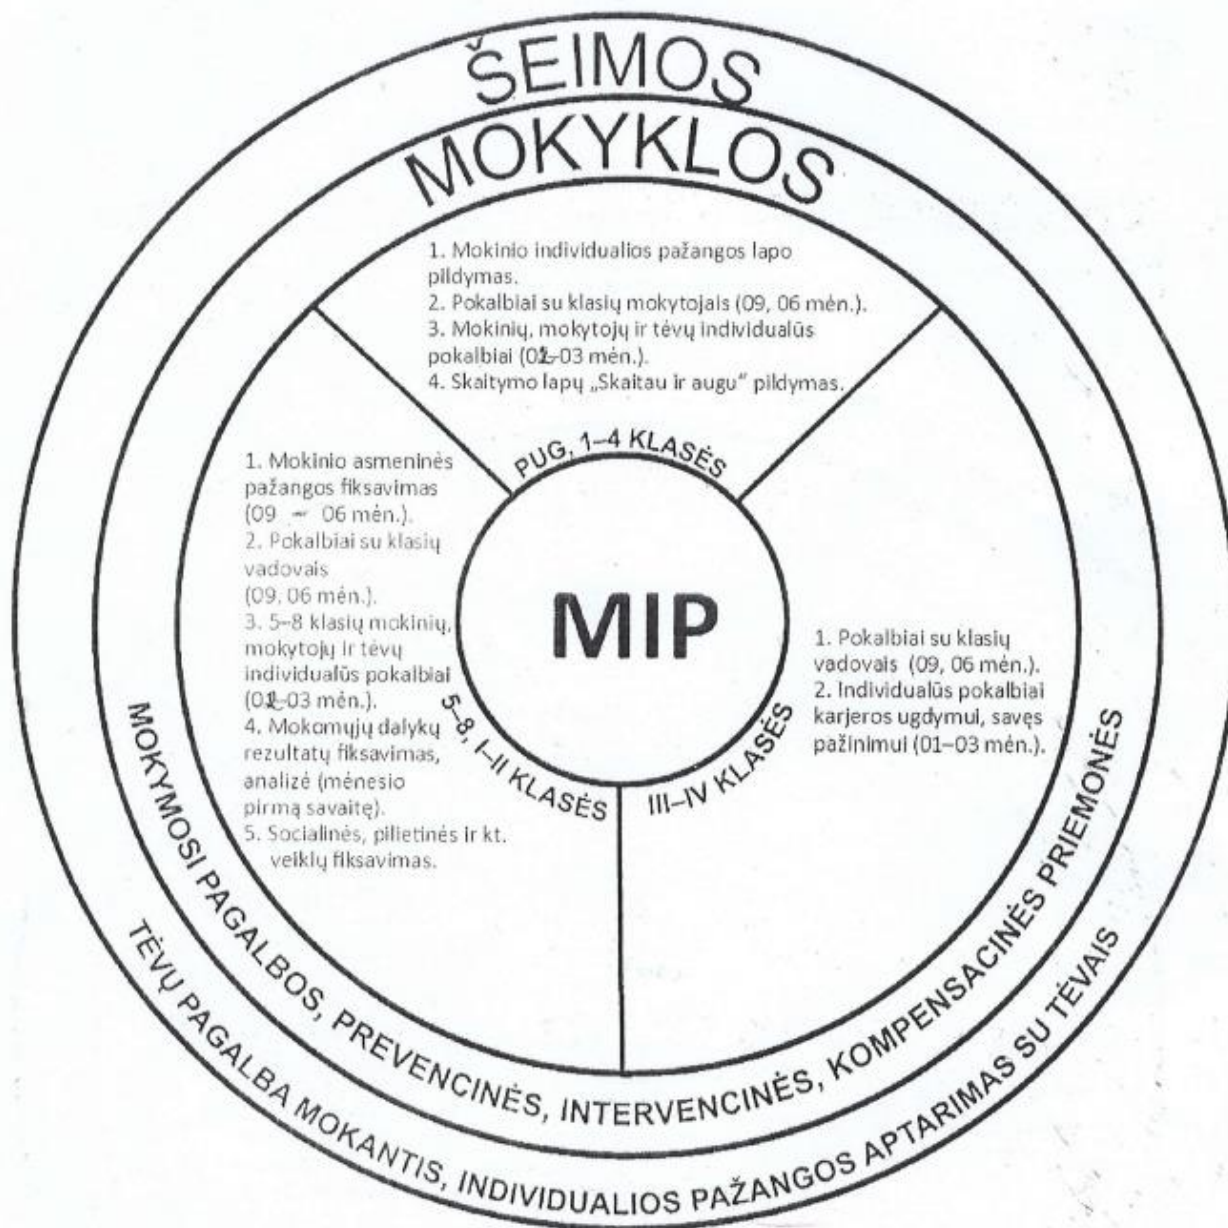 ŠEIMOS
MOKYKLOS
1. Mokinio individualios pažangos lapo
pildymas.
2. Pokalbiai su klasių mokytojais (09, 06 mėn.).
3. Mokinių, mokytojų ir tėvų individualūs
pokalbiai (-03 mėn.).
4. Skaitymo lapų „Skaitau ir augu“ pildymas.
PUG, 1–4 KLASĖS
1. Mokinio asmeninės
pažangos fiksavimas
(09 – 06 mėn.).
2. Pokalbiai su klasių
vadovais
(09, 06 mėn.).
3. 5–8 klasių mokinių,
mokytojų ir tėvų
individualūs pokalbiai
(-03 mėn.).
4. Mokomųjų dalykų
rezultatų fiksavimas,
analizė (mėnesio
pirmą savaitę).
5. Socialinės, pilietinės ir kt.
veiklų fiksavimas.
5–8, I–II KLASĖS
MIP
1. Pokalbiai su klasių
vadovais (09, 06 mėn.).
2. Individualūs pokalbiai
karjeros ugdymui, savęs
pažinimui (01–03 mėn.).
III–IV KLASĖS
MOKYMOSI PAGALBOS, PREVENCINĖS, INTERVENCINĖS, KOMPENSACINĖS PRIEMONĖS
TĖVŲ PAGALBA MOKANTIS, INDIVIDUALIOS PAŽANGOS APTARIMAS SU TĖVAIS